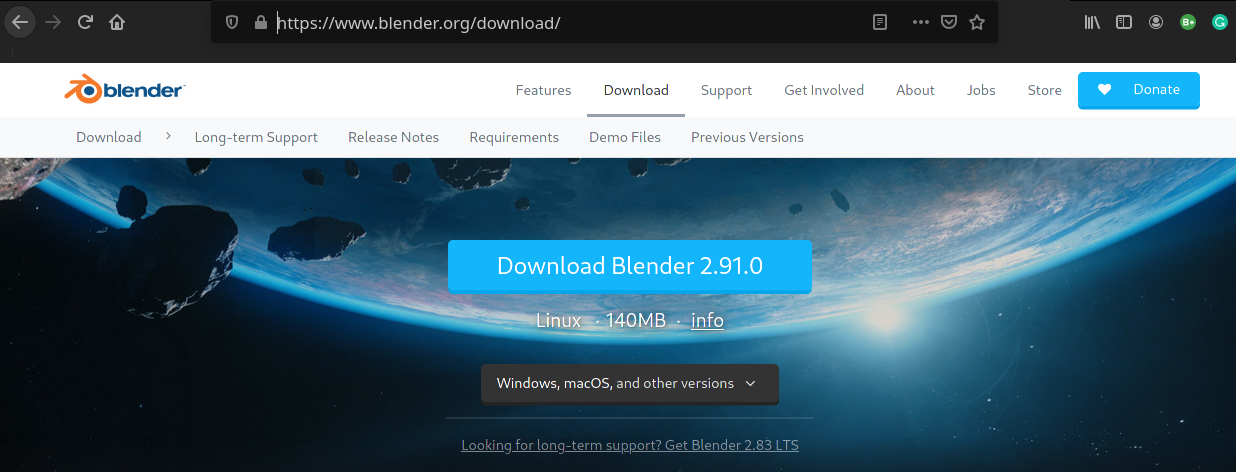 https://www.blender.org/download/
blender
Features Download Support Get Involved About Jobs Store Donate
Download > Long-term Support Release Notes Requirements Demo Files Previous Versions
Download Blender 2.91.0
Linux · 140MB · info
Windows, macOS, and other versions
Looking for long-term support? Get Blender 2.83 LTS